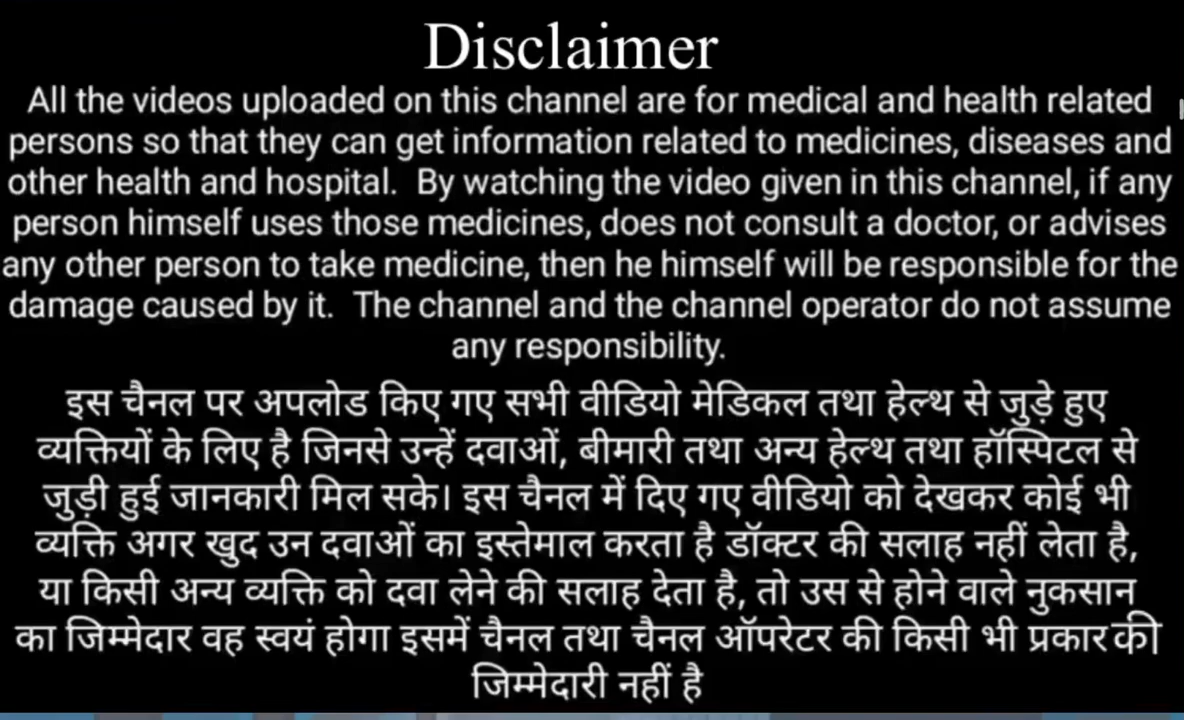 Disclaimer
All the videos uploaded on this channel are for medical and health related
persons so that they can get information related to medicines, diseases and
other health and hospital. By watching the video given in this channel, if any
person himself uses those medicines, does not consult a doctor, or advises
any other person to take medicine, then he himself will be responsible for the
damage caused by it. The channel and the channel operator do not assume
any responsibility.
इस चैनल पर अपलोड किए गए सभी वीडियो मेडिकल तथा हेल्थ से जुड़े हुए
व्यक्तियों के लिए है जिनसे उन्हें दवाओं, बीमारी तथा अन्य हेल्थ तथा हॉस्पिटल से
जुड़ी हुई जानकारी मिल सके। इस चैनल में दिए गए वीडियो को देखकर कोई भी
व्यक्ति अगर खुद उन दवाओं का इस्तेमाल करता है डॉक्टर की सलाह नहीं लेता है,
या किसी अन्य व्यक्ति को दवा लेने की सलाह देता है, तो उस से होने वाले नुकसान
का जिम्मेदार वह स्वयं होगा इसमें चैनल तथा चैनल ऑपरेटर की किसी भी प्रकार की
जिम्मेदारी नहीं है